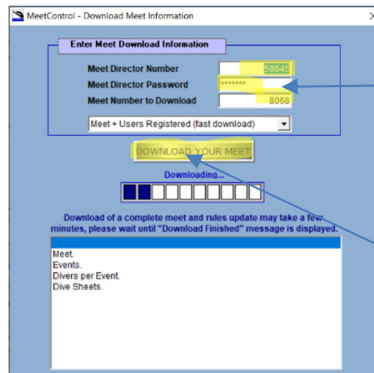 MeetControl - Download Meet Information
Enter Meet Download Information
Meet Director Number 58845
Meet Director Password *******
Meet Number to Download 8068
Meet + Users Registered (fast download)
DOWNLOAD YOUR MEET
Downloading...
Download of a complete meet and rules update may take a few
minutes, please wait until "Download Finished" message is displayed.
Meet.
Events.
Divers per Event.
Dive Sheets.